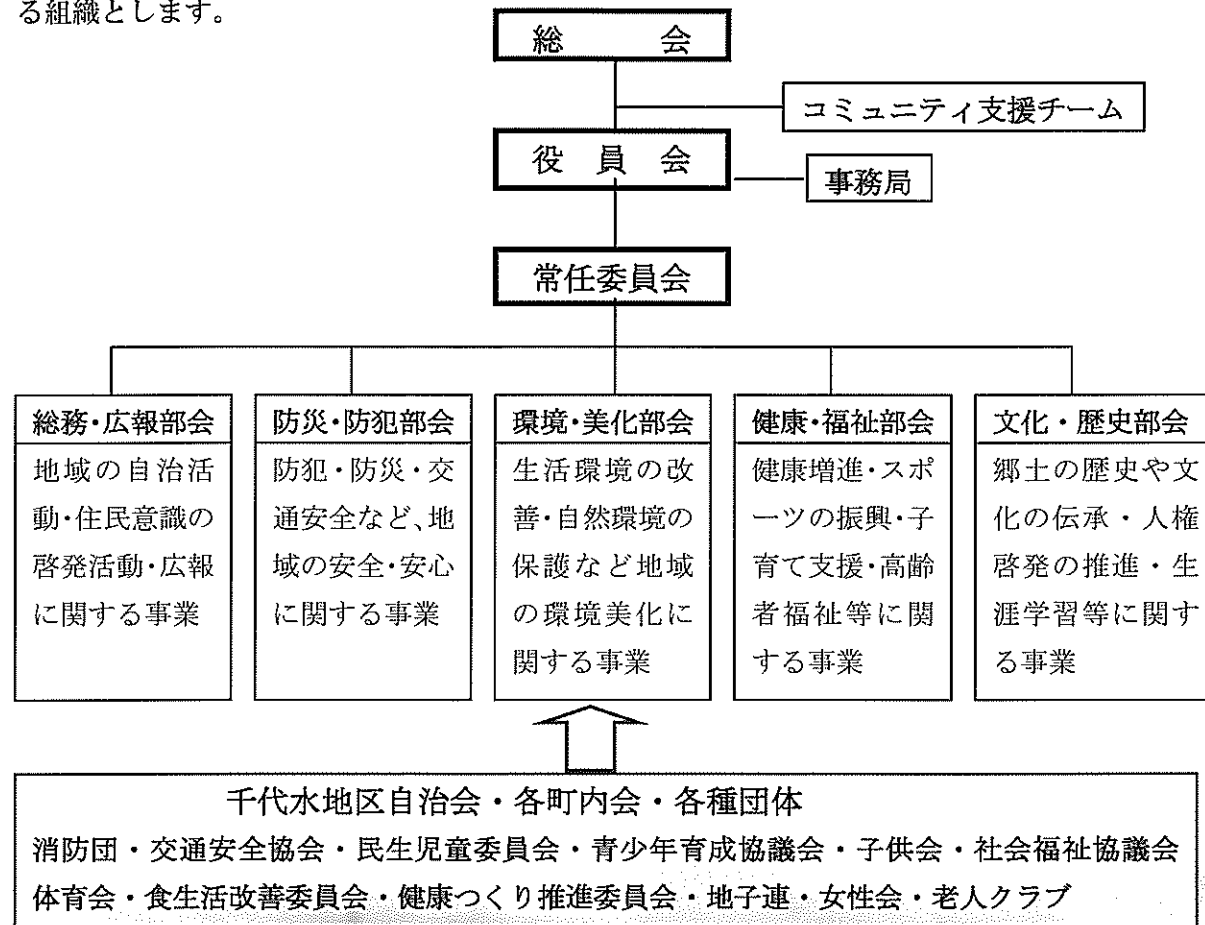 る組織とします。
総　会
コミュニティ支援チーム
役　員　会
事務局
常任委員会
総務・広報部会
地域の自治活
動・住民意識の
啓発活動・広報
に関する事業
防災・防犯部会
防犯・防災・交
通安全など、地
域の安全・安心
に関する事業
環境・美化部会
生活環境の改
善・自然環境の
保護など地域
の環境美化に
関する事業
健康・福祉部会
健康増進・スポ
ーツの振興・子
育て支援・高齢
者福祉等に関
する事業
文化・歴史部会
郷土の歴史や文
化の伝承・人権
啓発の推進・生
涯学習等に関す
る事業
千代水地区自治会・各町内会・各種団体
消防団・交通安全協会・民生児童委員会・青少年育成協議会・子供会・社会福祉協議会
体育会・食生活改善委員会・健康つくり推進委員会・地子連・女性会・老人クラブ